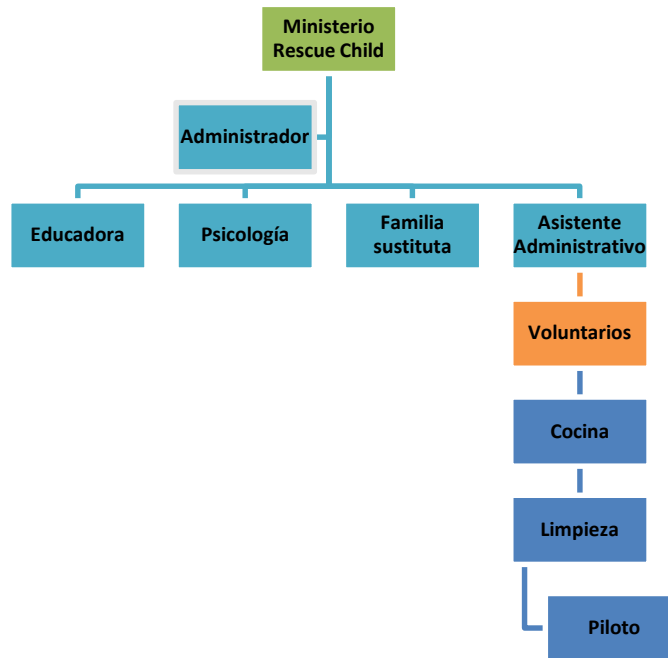 Ministerio
Rescue Child
Administrador
Educadora
Psicología
Familia
sustituta
Asistente
Administrativo
Voluntarios
Cocina
Limpieza
Piloto